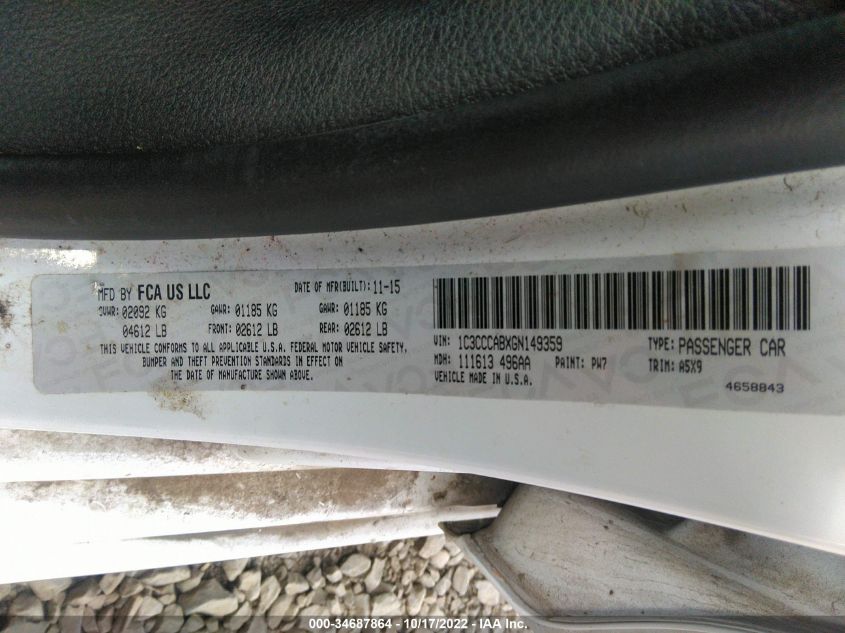 MFD BY FCA US LLC DATE OF MFR(BUILT): 11-15
GVWR: 02092 KG GAWR: 01185 KG GAWR: 01185 KG
04612 LB FRONT: 02612 LB REAR: 02612 LB
THIS VEHICLE CONFORMS TO ALL APPLICABLE U.S.A. FEDERAL MOTOR VEHICLE SAFETY,
BUMPER AND THEFT PREVENTION STANDARDS IN EFFECT ON
THE DATE OF MANUFACTURE SHOWN ABOVE.
VIN: 1C3CCCABXGN149359 TYPE: PASSENGER CAR
MDH: 111613 496AA PAINT: PW7 TRIM: A5X9
VEHICLE MADE IN U.S.A. 4658843
000-34687864 - 10/17/2022 - IAA Inc.